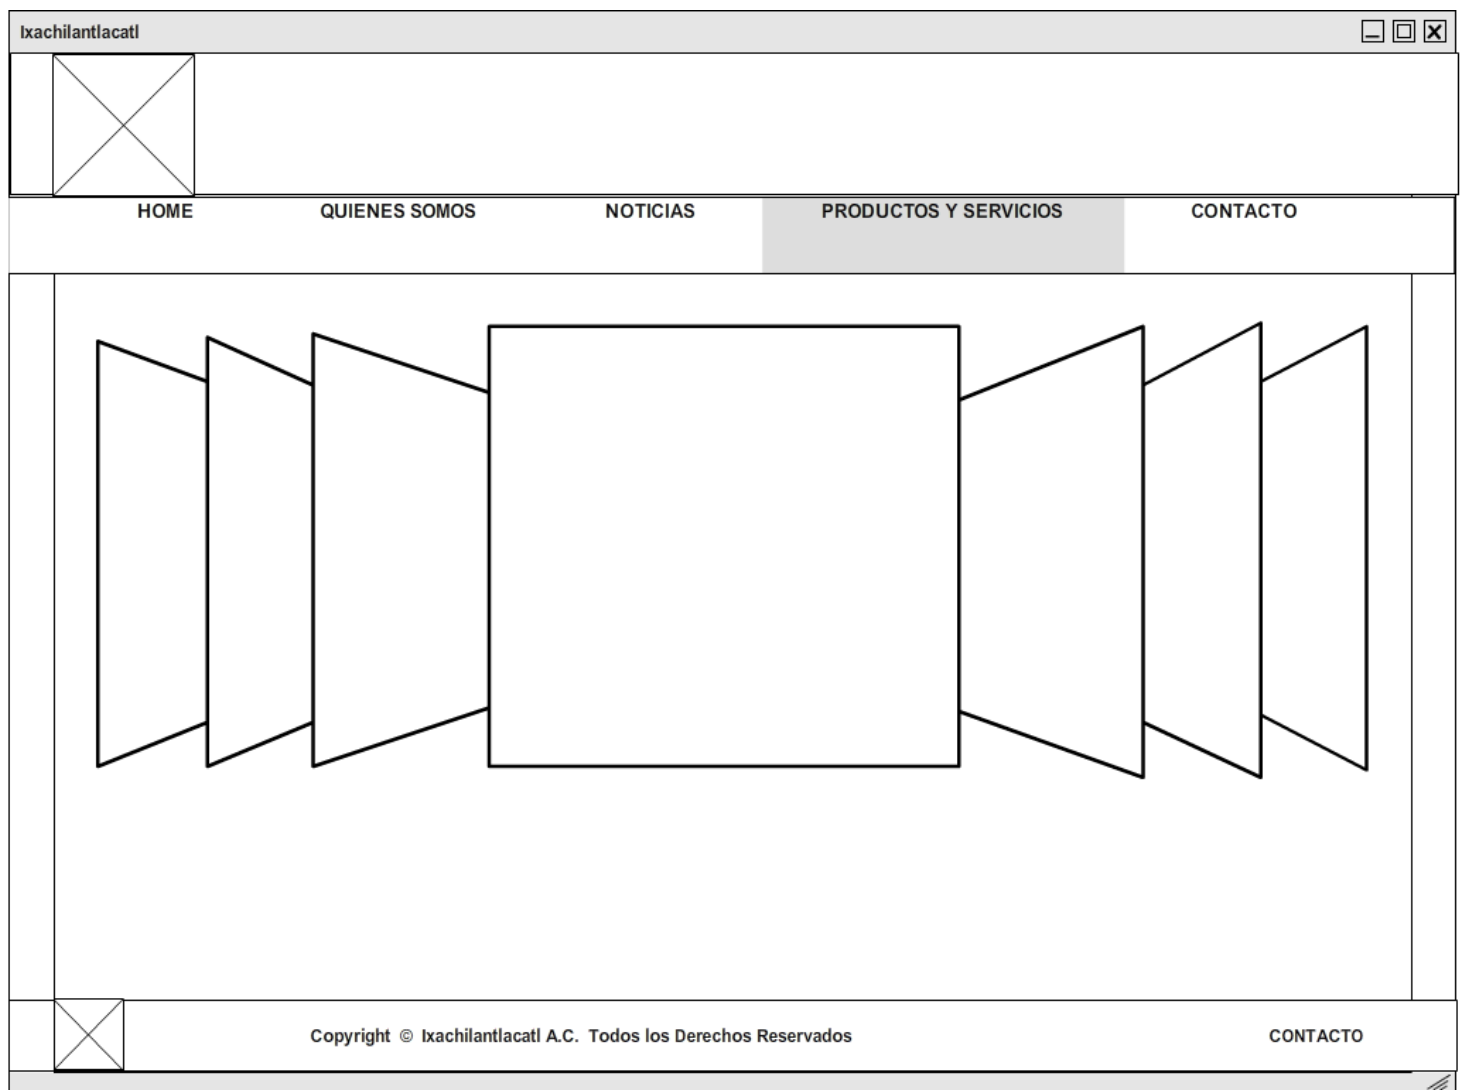 Ixachilantlacatl
HOME QUIENES SOMOS NOTICIAS PRODUCTOS Y SERVICIOS CONTACTO
Copyright © Ixachilantlacatl A.C. Todos los Derechos Reservados CONTACTO